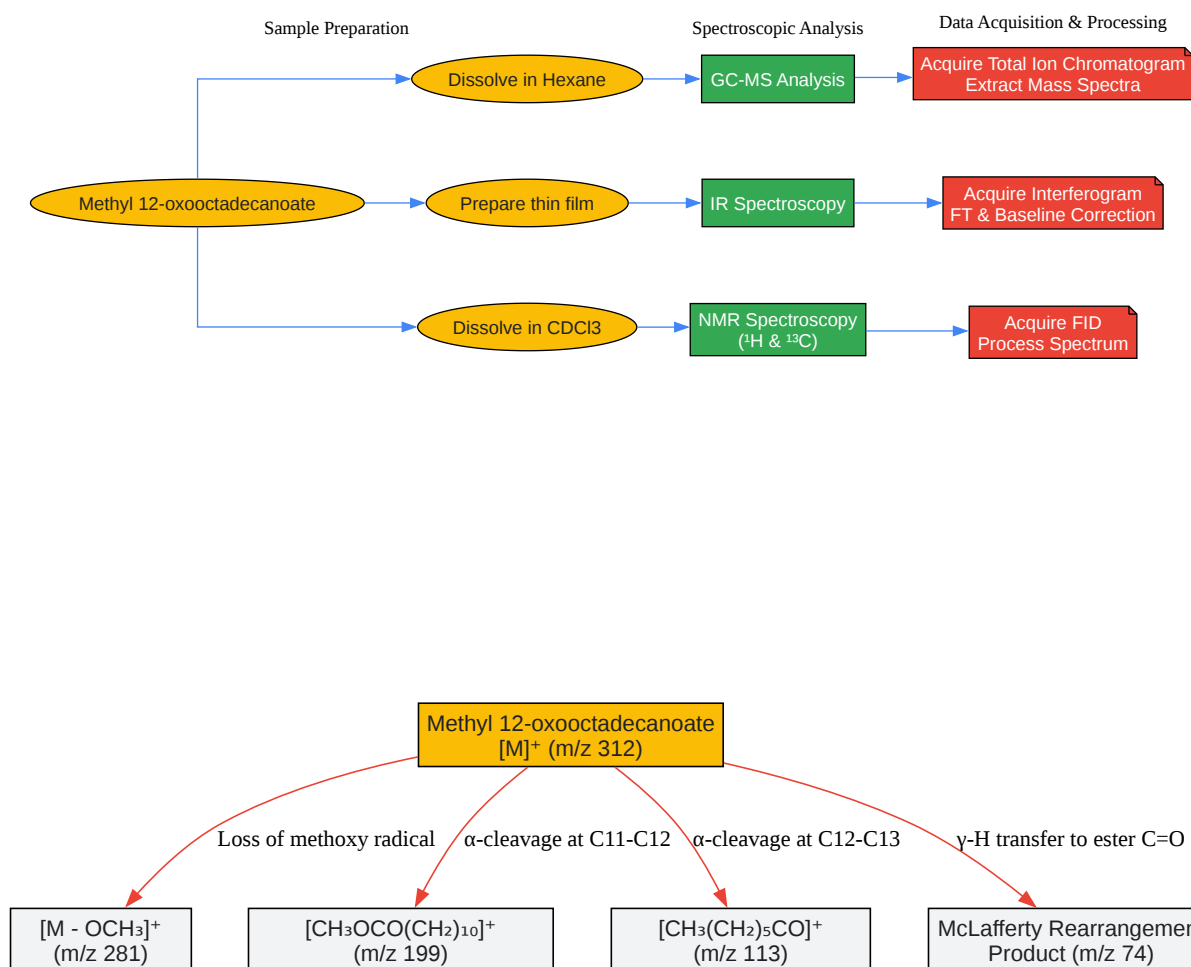 Sample Preparation
Spectroscopic Analysis
Data Acquisition & Processing
Dissolve in Hexane
GC-MS Analysis
Acquire Total Ion Chromatogram
Extract Mass Spectra
Methyl 12-oxooctadecanoate
Prepare thin film
IR Spectroscopy
Acquire Interferogram
FT & Baseline Correction
Dissolve in CDCl3
NMR Spectroscopy
(¹H & ¹³C)
Acquire FID
Process Spectrum
Methyl 12-oxooctadecanoate
[M]⁺ (m/z 312)
Loss of methoxy radical
α-cleavage at C11-C12
α-cleavage at C12-C13
γ-H transfer to ester C=O
[M - OCH₃]⁺
(m/z 281)
[CH₃OCO(CH₂)₁₀]⁺
(m/z 199)
[CH₃(CH₂)₅CO]⁺
(m/z 113)
McLafferty Rearrangemen
Product (m/z 74)